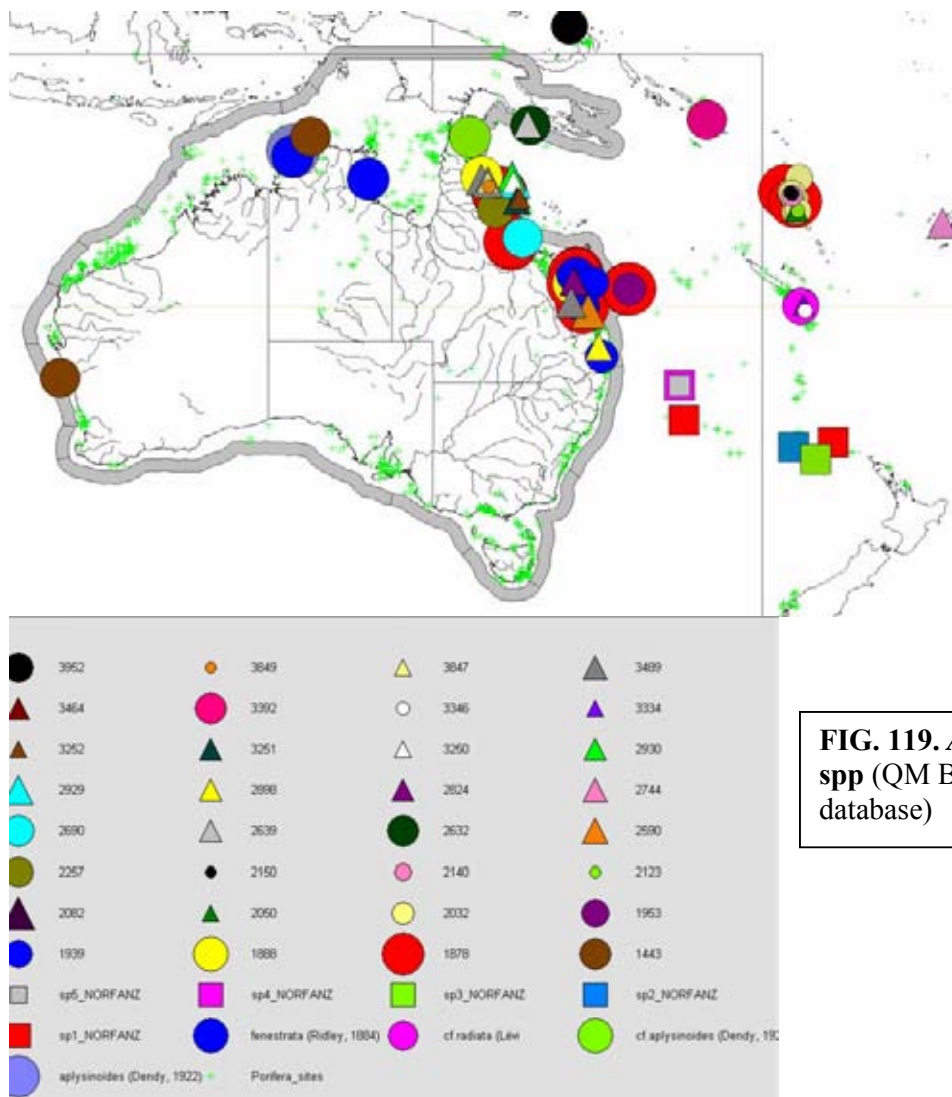 3952 3849 3847 3489
3464 3392 3346 3334
3252 3251 3250 2930
2929 2898 2824 2744
2690 2639 2632 2590
2257 2150 2140 2123
2082 2050 2032 1953
1939 1888 1878 1443
sp5_NORFANZ sp4_NORFANZ sp3_NORFANZ sp2_NORFANZ
sp1_NORFANZ fenestrata (Ridley, 1884) cf.radiata (Lévi cf.aplysinoides (Dendy, 192
aplysinoides (Dendy, 1922) Porifera_sites
FIG. 119.
spp (QM B
database)